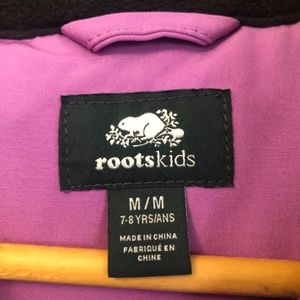 rootskids
M/M
7-8 YRS/ANS
MADE IN CHINA
FABRIQUÉ EN
CHINE